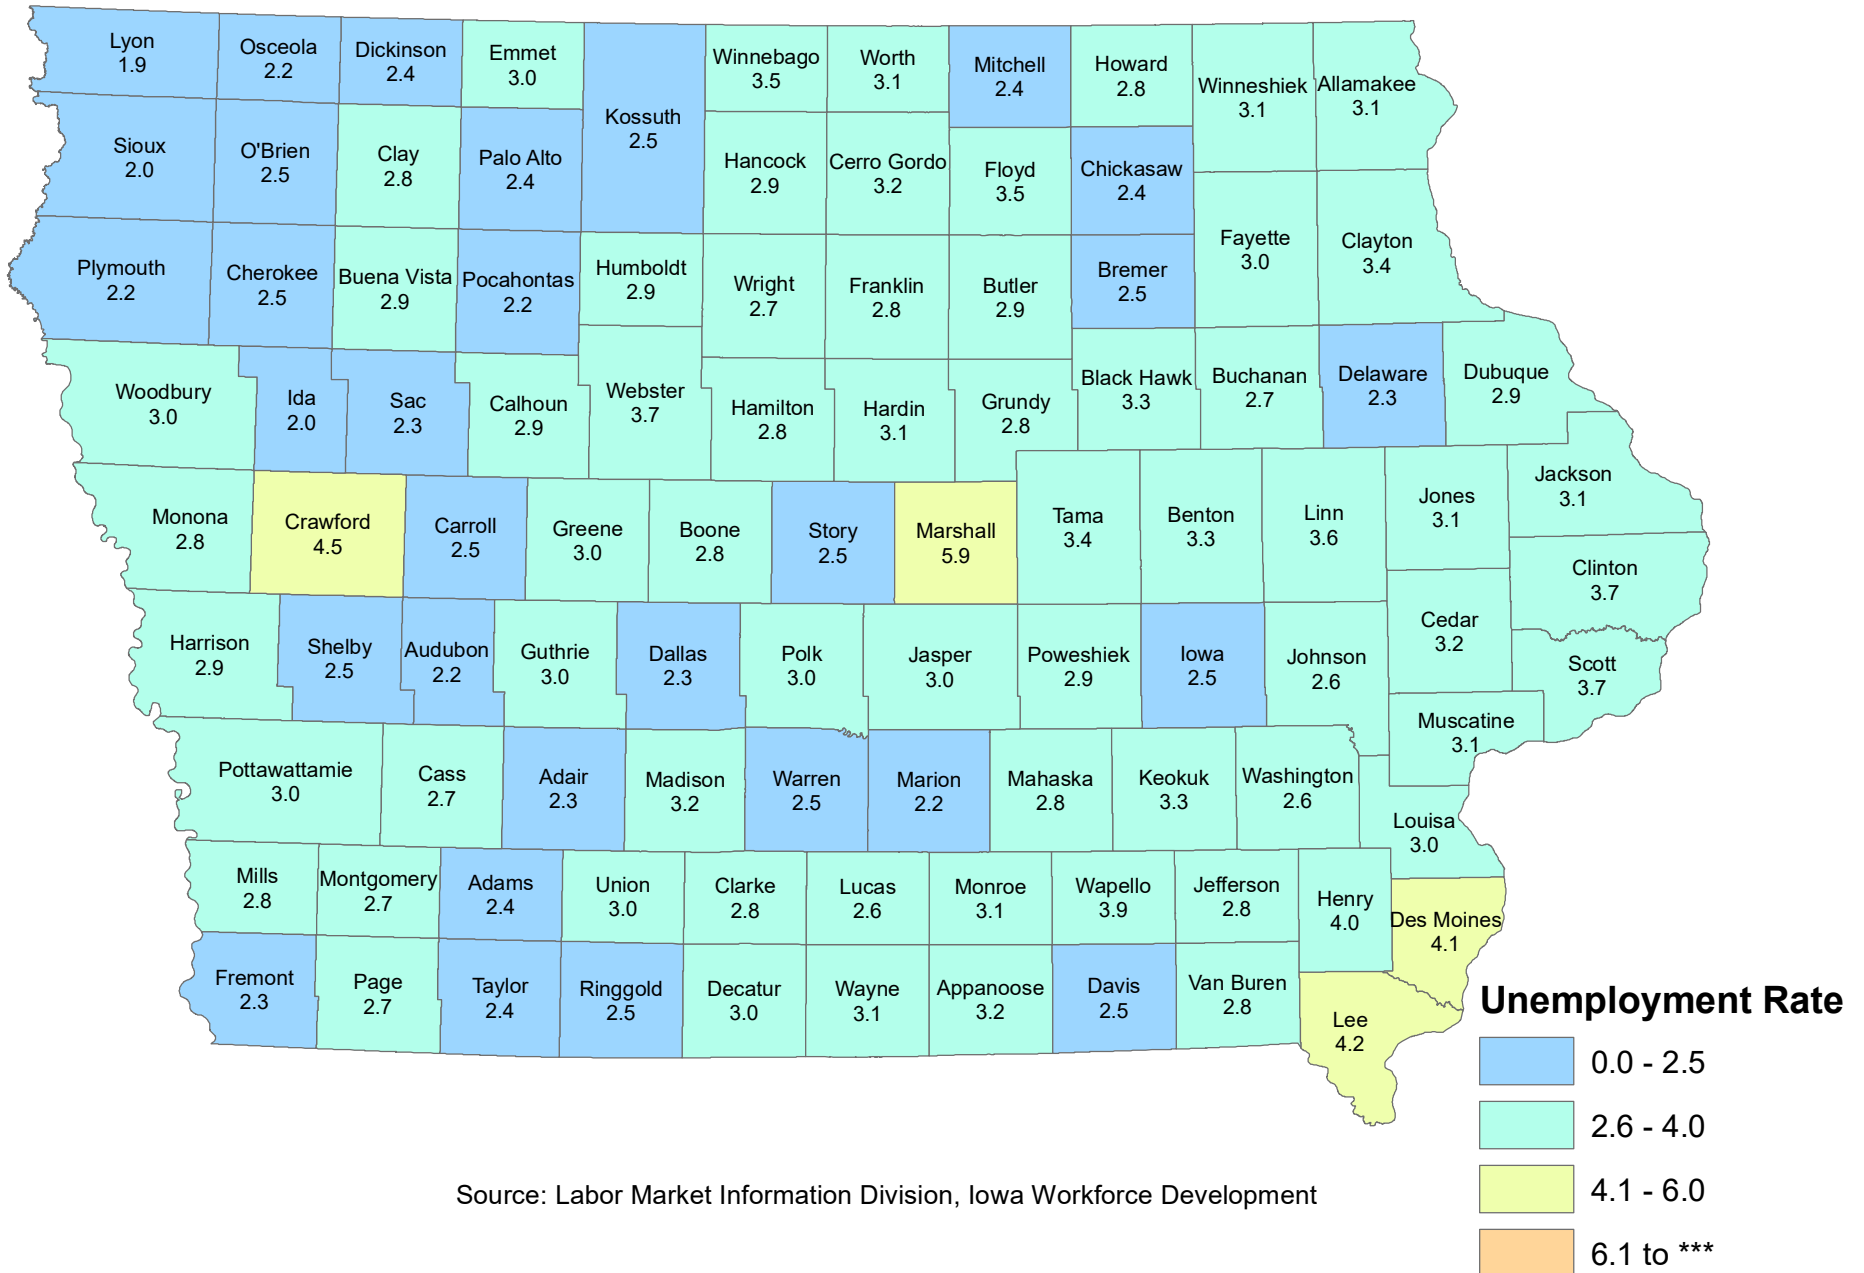 Lyon
1.9
Osceola
2.2
Dickinson
2.4
Emmet
3.0
Kossuth
2.5
Winnebago
3.5
Worth
3.1
Mitchell
2.4
Howard
2.8
Winneshiek
3.1
Allamakee
3.1
Sioux
2.0
O'Brien
2.5
Clay
2.8
Palo Alto
2.4
Hancock
2.9
Cerro Gordo
3.2
Floyd
3.5
Chickasaw
2.4
Plymouth
2.2
Cherokee
2.5
Buena Vista
2.9
Pocahontas
2.2
Humboldt
2.9
Wright
2.7
Franklin
2.8
Butler
2.9
Bremer
2.5
Fayette
3.0
Clayton
3.4
Woodbury
3.0
Ida
2.0
Sac
2.3
Calhoun
2.9
Webster
3.7
Hamilton
2.8
Hardin
3.1
Grundy
2.8
Black Hawk
3.3
Buchanan
2.7
Delaware
2.3
Dubuque
2.9
Monona
2.8
Crawford
4.5
Carroll
2.5
Greene
3.0
Boone
2.8
Story
2.5
Marshall
5.9
Tama
3.4
Benton
3.3
Linn
3.6
Jones
3.1
Jackson
3.1
Clinton
3.7
Harrison
2.9
Shelby
2.5
Audubon
2.2
Guthrie
3.0
Dallas
2.3
Polk
3.0
Jasper
3.0
Poweshiek
2.9
Iowa
2.5
Johnson
2.6
Cedar
3.2
Scott
3.7
Muscatine
3.1
Pottawattamie
3.0
Cass
2.7
Adair
2.3
Madison
3.2
Warren
2.5
Marion
2.2
Mahaska
2.8
Keokuk
3.3
Washington
2.6
Louisa
3.0
Mills
2.8
Montgomery
2.7
Adams
2.4
Union
3.0
Clarke
2.8
Lucas
2.6
Monroe
3.1
Wapello
3.9
Jefferson
2.8
Henry
4.0
Des Moines
4.1
Fremont
2.3
Page
2.7
Taylor
2.4
Ringgold
2.5
Decatur
3.0
Wayne
3.1
Appanoose
3.2
Davis
2.5
Van Buren
2.8
Lee
4.2
Unemployment Rate
0.0 - 2.5
2.6 - 4.0
4.1 - 6.0
6.1 to ***
Source: Labor Market Information Division, Iowa Workforce Development